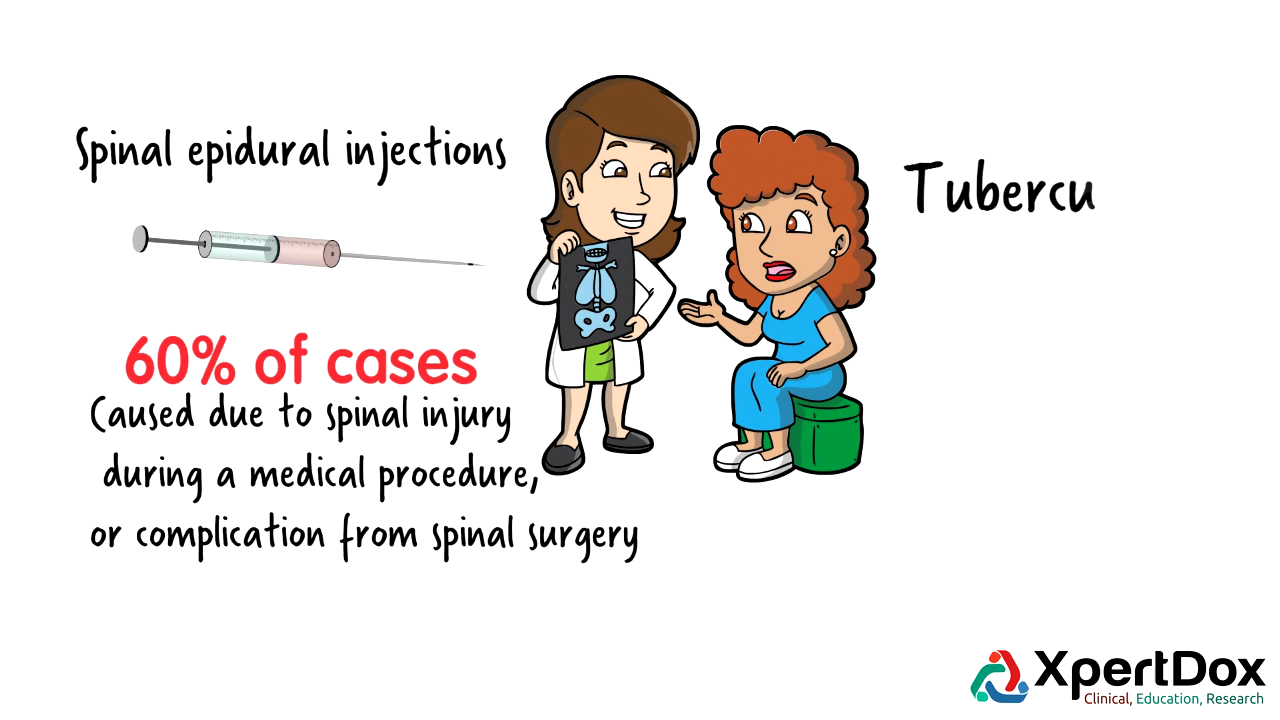 Spinal epidural injections
Tubercu
60% of cases
Caused due to spinal injury
during a medical procedure,
or complication from spinal surgery
XpertDox
Clinical, Education, Research